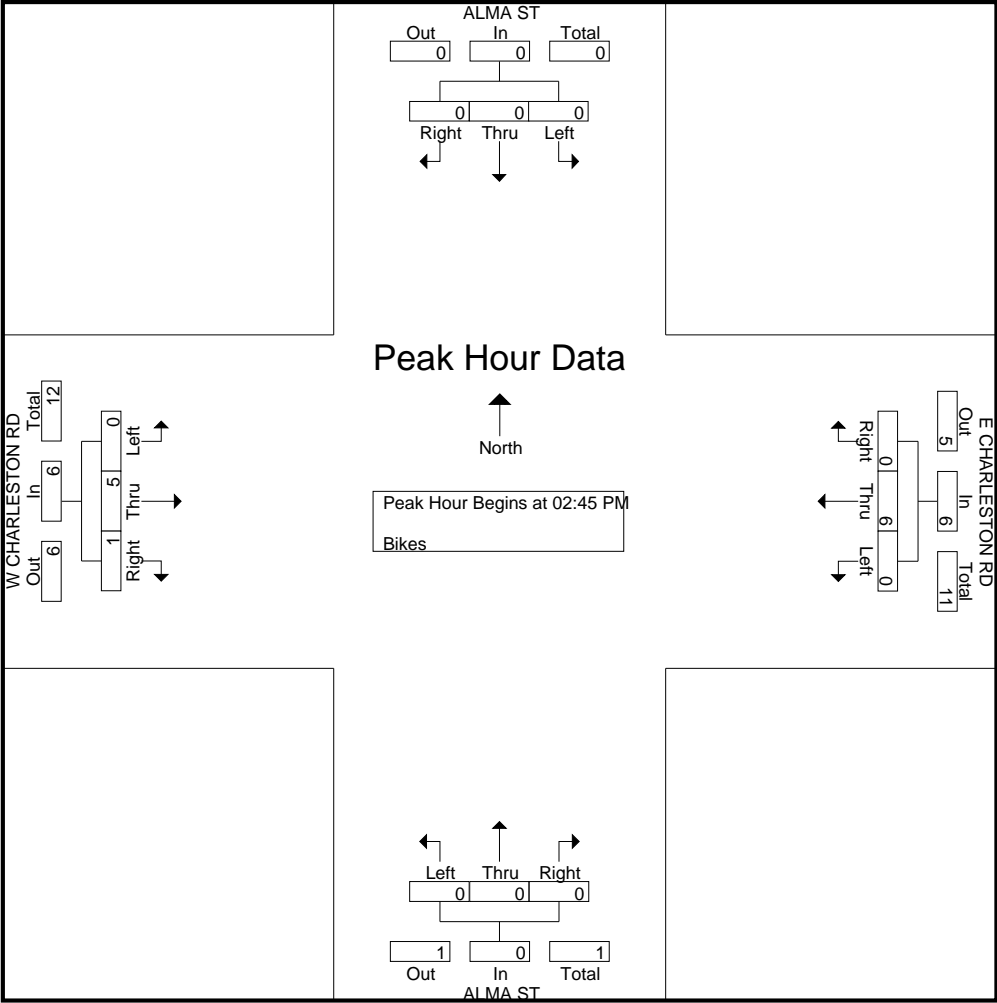 ALMA ST
Out In Total
0 0 0
0 0 0
Right Thru Left
Peak Hour Data
North
Peak Hour Begins at 02:45 PM
Bikes
W CHARLESTON RD
Out In Total
6 6 12
0 5 1
Left Thru Right
E CHARLESTON RD
Out In Total
5 6 11
0 6 0
Right Thru Left
Left Thru Right
0 0 0
1 0 1
Out In Total
ALMA ST